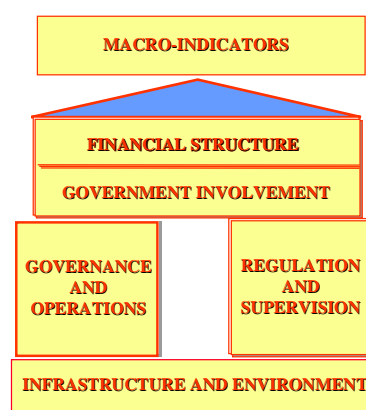 MACRO-INDICATORS
FINANCIAL STRUCTURE
GOVERNMENT INVOLVEMENT
GOVERNANCE
AND
OPERATIONS
REGULATION
AND
SUPERVISION
INFRASTRUCTURE AND ENVIRONMENT